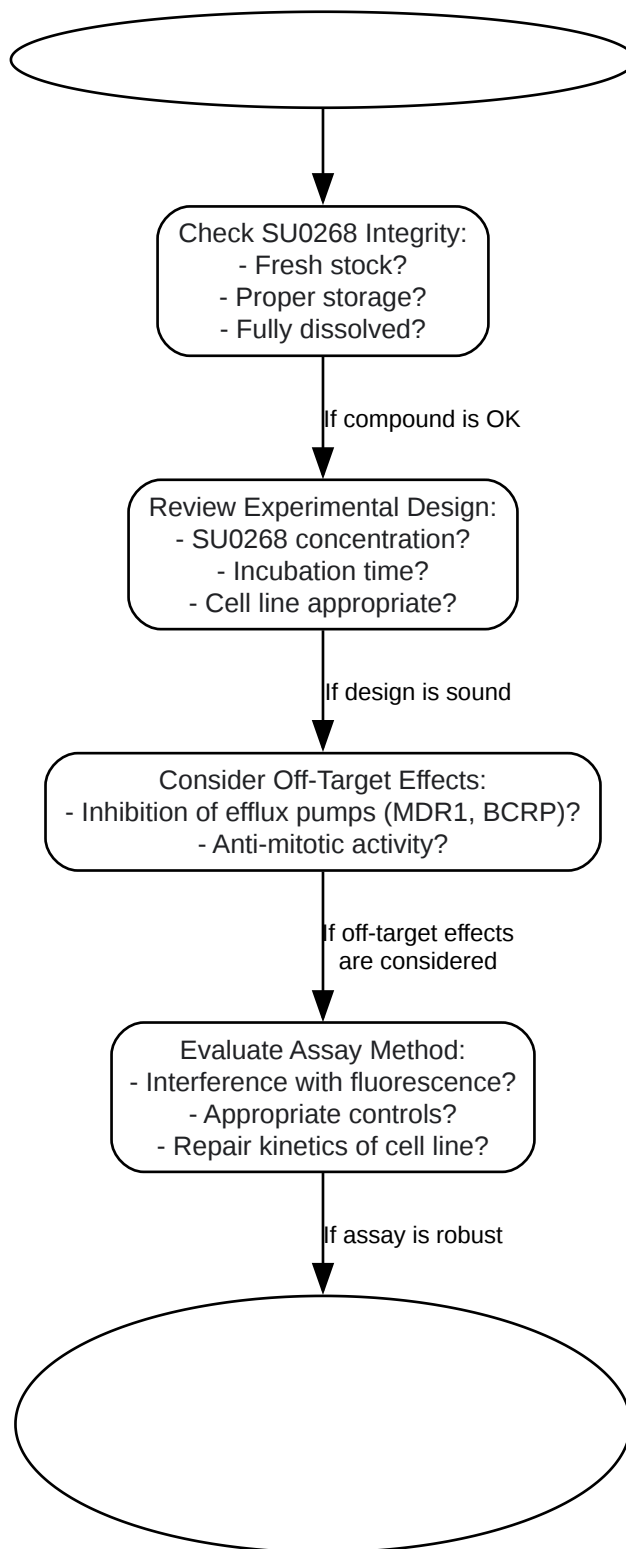 Check SU0268 Integrity:
- Fresh stock?
- Proper storage?
- Fully dissolved?
If compound is OK
Review Experimental Design:
- SU0268 concentration?
- Incubation time?
- Cell line appropriate?
If design is sound
Consider Off-Target Effects:
- Inhibition of efflux pumps (MDR1, BCRP)?
- Anti-mitotic activity?
If off-target effects
are considered
Evaluate Assay Method:
- Interference with fluorescence?
- Appropriate controls?
- Repair kinetics of cell line?
If assay is robust